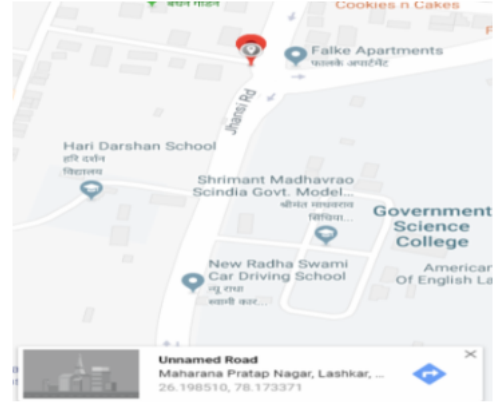 बचन गार्डन
Cookies n Cakes
F
Falke Apartments
फालके अपार्टमेंट
Jhansi Rd
Hari Darshan School
हरि दर्शन
विद्यालय
Shrimant Madhavrao
Scindia Govt. Model...
श्रीमंत माधवराव
सिंधिया...
Government
Science
College
New Radha Swami
Car Driving School
न्यू राधा
स्वामी कार...
American
Of English La
Unnamed Road
Maharana Pratap Nagar, Lashkar, ...
26.198510, 78.173371